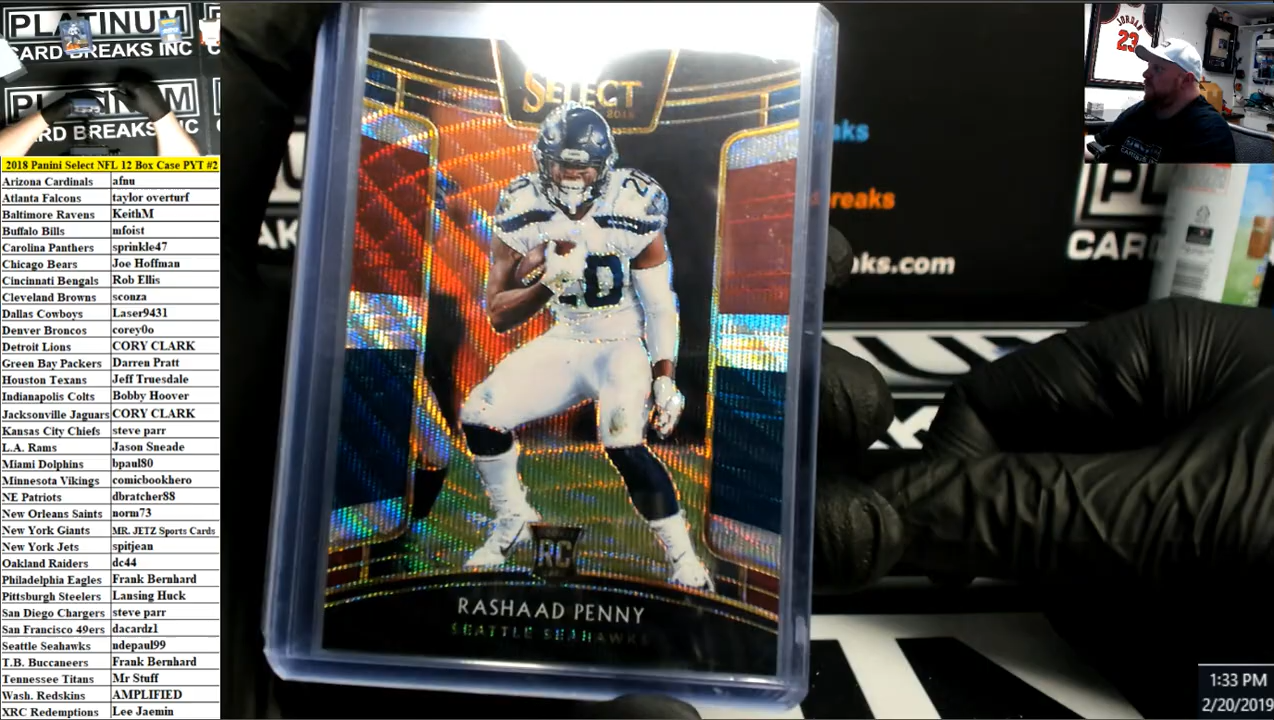 PLATINUM
CARD BREAKS INC
PLATINUM
CARD BREAKS INC
2018 Panini Select NFL 12 Box Case PYT #2
Arizona Cardinals afnu
Atlanta Falcons taylor overturf
Baltimore Ravens KeithM
Buffalo Bills mfoist
Carolina Panthers sprinkle47
Chicago Bears Joe Hoffman
Cincinnati Bengals Rob Ellis
Cleveland Browns sconza
Dallas Cowboys Laser9431
Denver Broncos corey0o
Detroit Lions CORY CLARK
Green Bay Packers Darren Pratt
Houston Texans Jeff Truesdale
Indianapolis Colts Bobby Hoover
Jacksonville Jaguars CORY CLARK
Kansas City Chiefs steve parr
L.A. Rams Jason Sneade
Miami Dolphins bpaul80
Minnesota Vikings comicbookhero
NE Patriots dbratcher88
New Orleans Saints norm73
New York Giants MR. JETZ Sports Cards
New York Jets spitjean
Oakland Raiders dc44
Philadelphia Eagles Frank Bernhard
Pittsburgh Steelers Lansing Huck
San Diego Chargers steve parr
San Francisco 49ers dacardz1
Seattle Seahawks ndepaul99
T.B. Buccaneers Frank Bernhard
Tennessee Titans Mr Stuff
Wash. Redskins AMPLIFIED
XRC Redemptions Lee Jaemin
SELECT
2018
20
20
RC
RASHAAD PENNY
SEATTLE SEAHAWKS
aks
breaks
aks.com
CAR
JORDAN
23
1:33 PM
2/20/2019